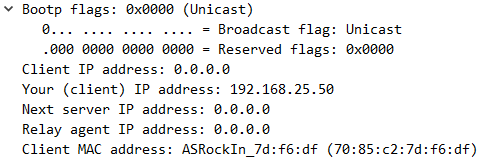 Bootp flags: 0x0000 (Unicast)
0... .... .... .... = Broadcast flag: Unicast
.000 0000 0000 0000 = Reserved flags: 0x0000
Client IP address: 0.0.0.0
Your (client) IP address: 192.168.25.50
Next server IP address: 0.0.0.0
Relay agent IP address: 0.0.0.0
Client MAC address: ASRockIn_7d:f6:df (70:85:c2:7d:f6:df)